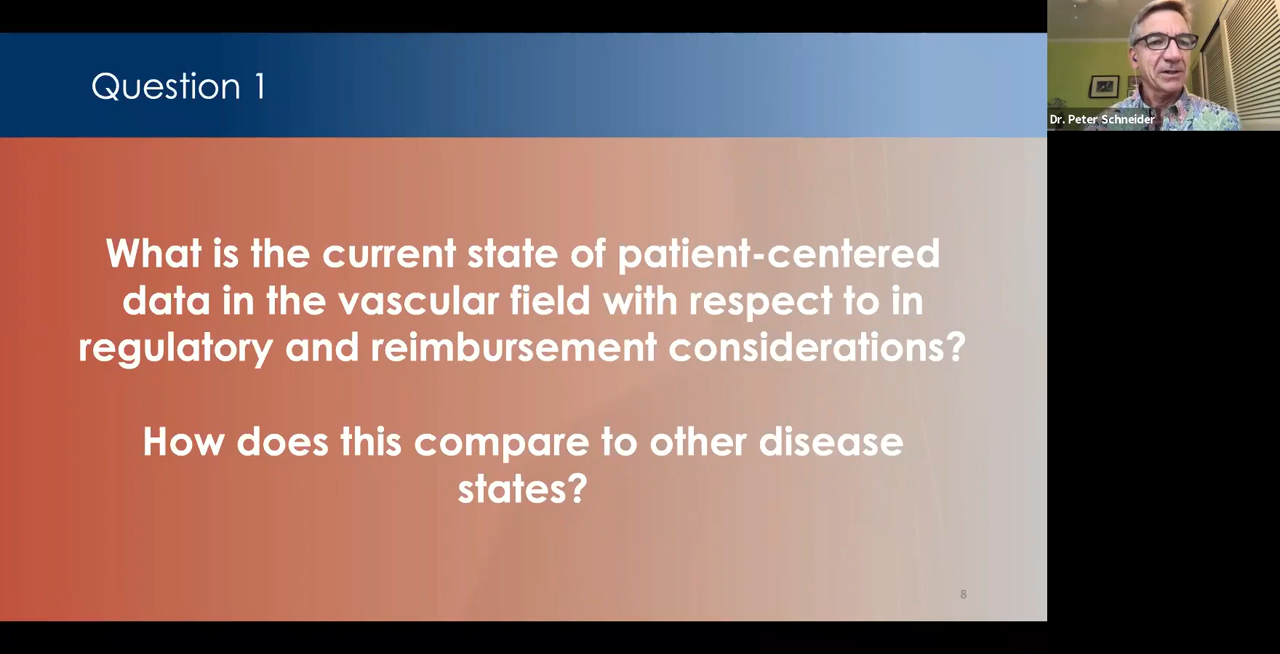 Question 1
Dr. Peter Schneider
What is the current state of patient-centered
data in the vascular field with respect to in
regulatory and reimbursement considerations?
How does this compare to other disease
states?
8